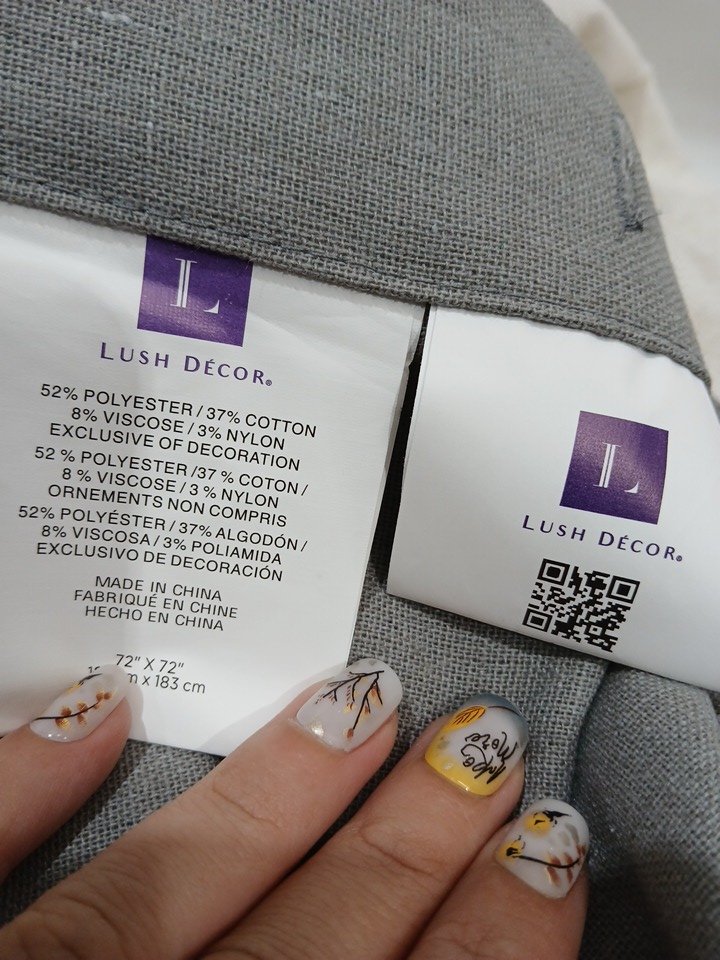 L
LUSH DÉCOR®
52% POLYESTER / 37% COTTON
8% VISCOSE / 3% NYLON
EXCLUSIVE OF DECORATION
52 % POLYESTER /37 % COTON /
8 % VISCOSE / 3 % NYLON
ORNEMENTS NON COMPRIS
52% POLYÉSTER / 37% ALGODÓN /
8% VISCOSA / 3% POLIAMIDA
EXCLUSIVO DE DECORACIÓN
MADE IN CHINA
FABRIQUÉ EN CHINE
HECHO EN CHINA
72" X 72"
x 183 cm
L
LUSH DÉCOR®